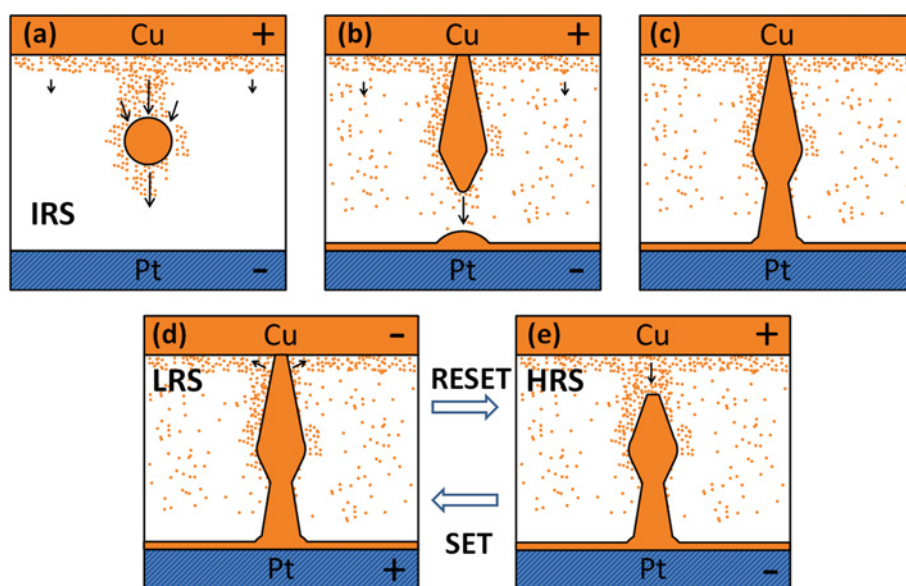 (a) Cu +
IRS
Pt -
(b) Cu +
Pt -
(c) Cu
Pt
(d) Cu -
LRS
Pt +
RESET
SET
(e) Cu +
HRS
Pt -